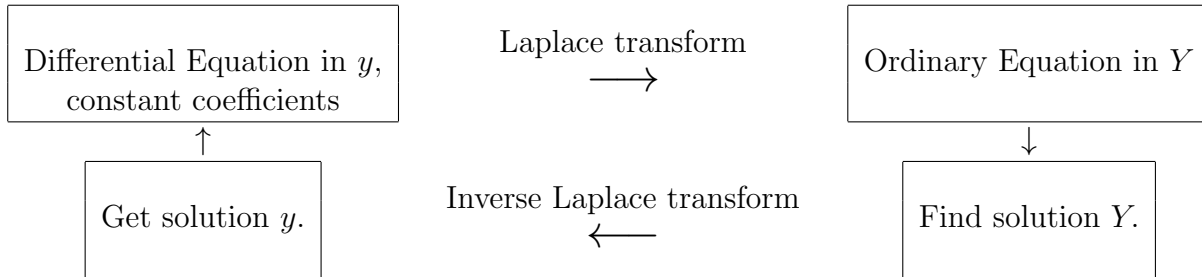 Differential Equation in y,
constant coefficients
Laplace transform
⟶
Ordinary Equation in Y
↑
↓
Get solution y.
Inverse Laplace transform
⟵
Find solution Y.